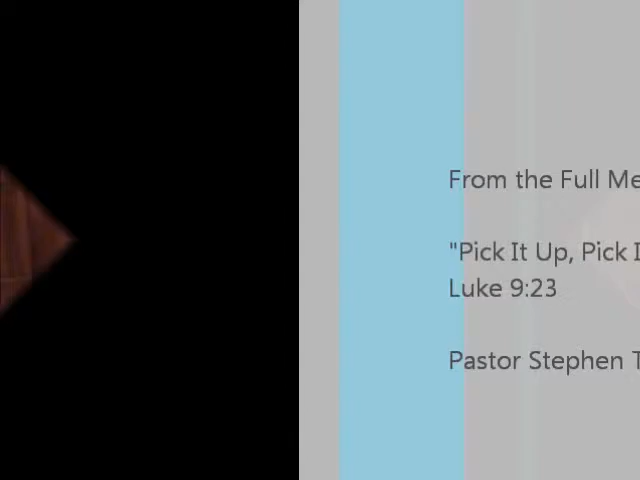 From the Full Me
"Pick It Up, Pick I
Luke 9:23
Pastor Stephen T